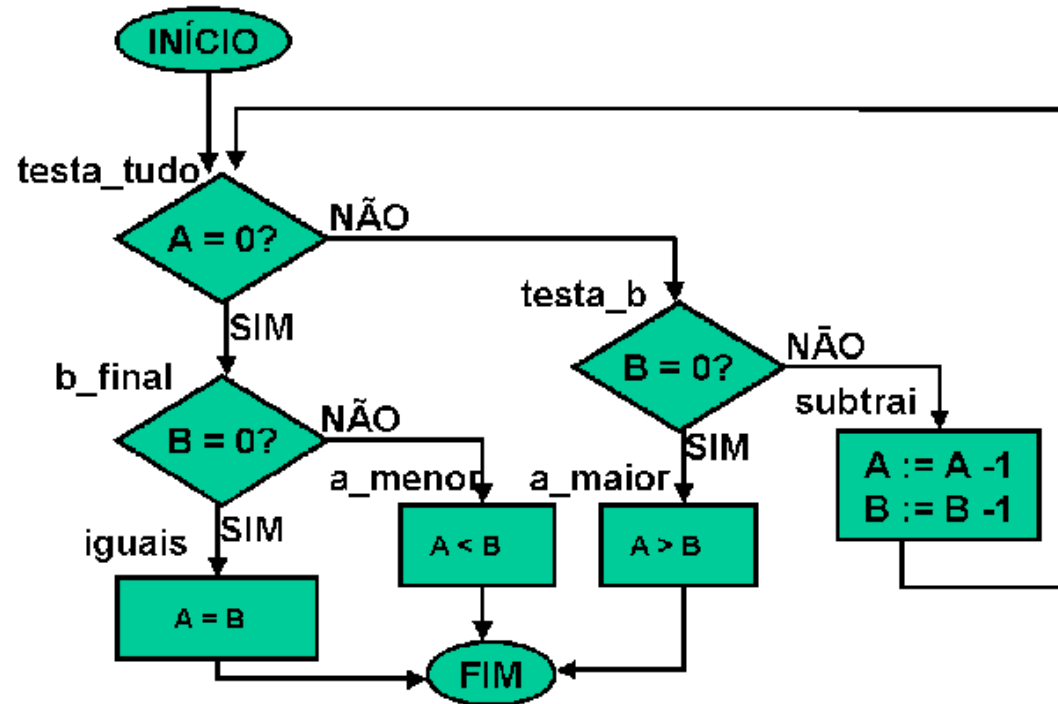 INÍCIO
testa_tudo
A = 0?
NÃO
SIM
testa_b
B = 0?
NÃO
SIM
subtrai
A := A -1
B := B -1
b_final
B = 0?
NÃO
SIM
a_menor
A < B
a_maior
A > B
iguais
A = B
FIM